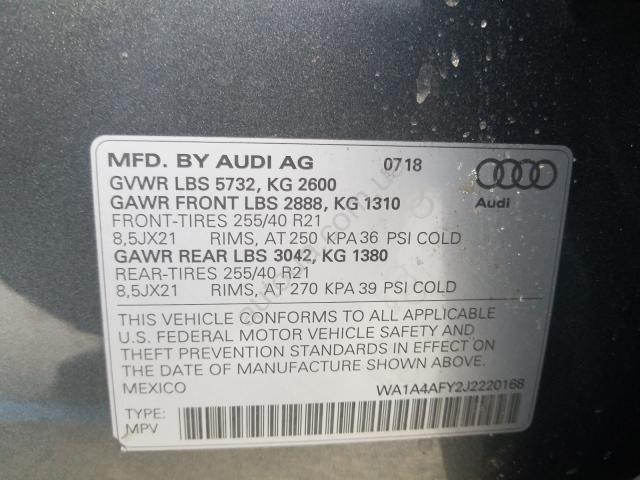 MFD. BY AUDI AG 07 18
Audi
GVWR LBS 5732, KG 2600
GAWR FRONT LBS 2888, KG 1310
FRONT-TIRES 255/40 R21
8,5JX21 RIMS, AT 250 KPA 36 PSI COLD
GAWR REAR LBS 3042, KG 1380
REAR-TIRES 255/40 R21
8,5JX21 RIMS, AT 270 KPA 39 PSI COLD
THIS VEHICLE CONFORMS TO ALL APPLICABLE
U.S. FEDERAL MOTOR VEHICLE SAFETY AND
THEFT PREVENTION STANDARDS IN EFFECT ON
THE DATE OF MANUFACTURE SHOWN ABOVE.
MEXICO WA1A4AFY2J2220168
TYPE:
MPV